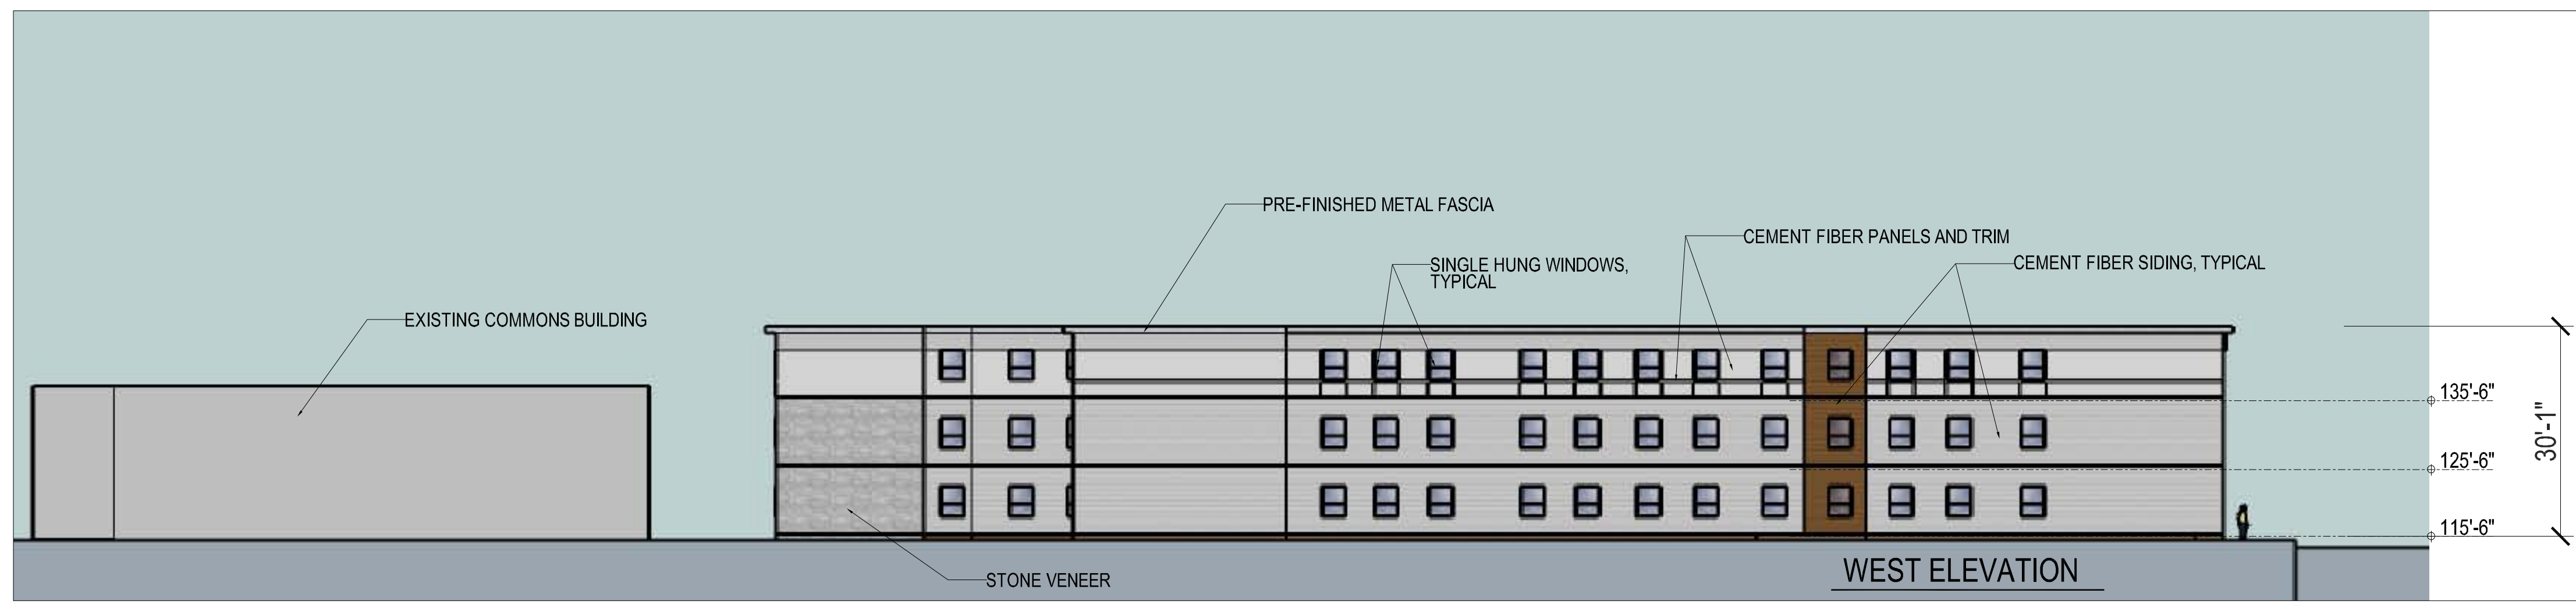 PRE-FINISHED METAL FASCIA
CEMENT FIBER PANELS AND TRIM
SINGLE HUNG WINDOWS,
TYPICAL
CEMENT FIBER SIDING, TYPICAL
EXISTING COMMONS BUILDING
135'-6"
125'-6"
115'-6"
30'-1"
STONE VENEER
WEST ELEVATION